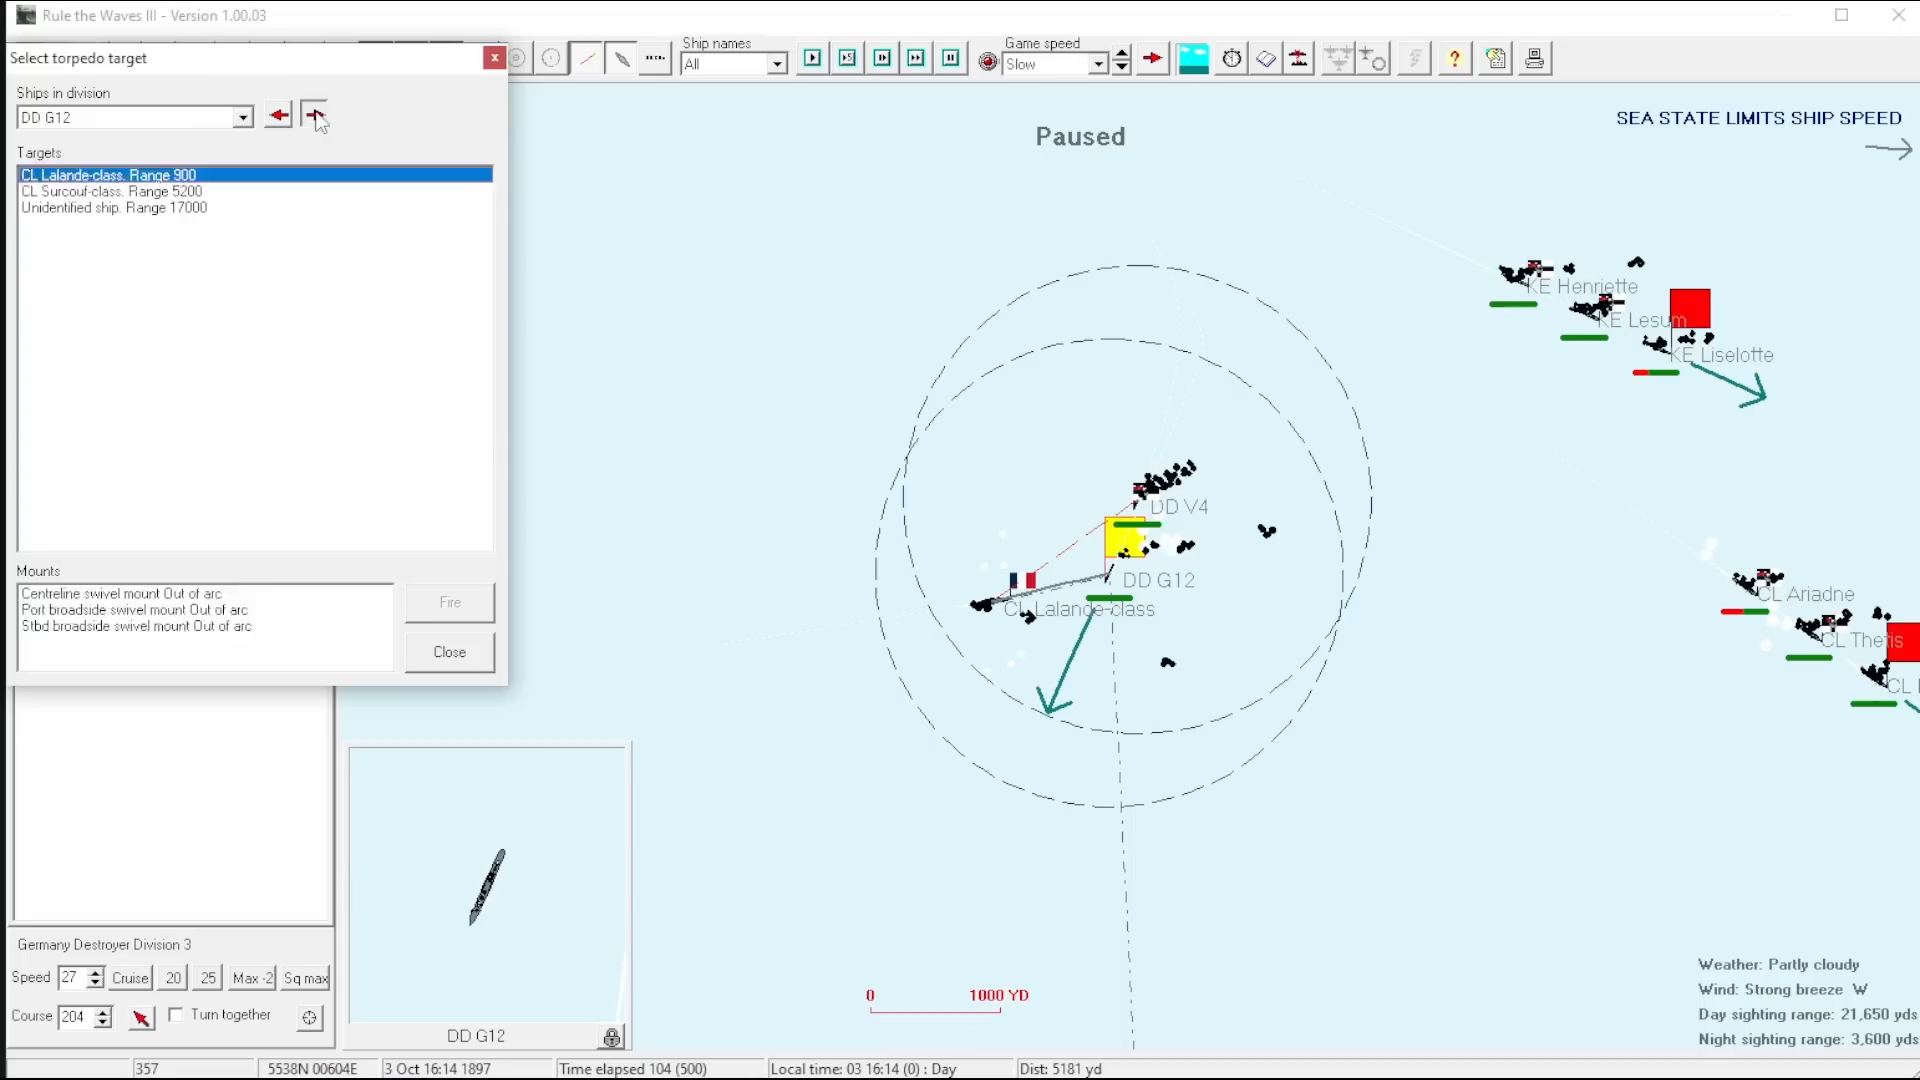 Rule the Waves III - Version 1.00.03
Select torpedo target
Ships in division
DD G12
Targets
CL Lalande-class. Range 900
CL Surcouf-class. Range 5200
Unidentified ship. Range 17000
Mounts
Centreline swivel mount Out of arc
Port broadside swivel mount Out of arc
Stbd broadside swivel mount Out of arc
Fire
Close
Ship names
All
Game speed
Slow
Paused
SEA STATE LIMITS SHIP SPEED
KE Henriette
KE Lesum
KE Liselotte
DD V4
DD G12
CL Lalande-class
CL Ariadne
CL Thetis
CL
0 1000 YD
Weather: Partly cloudy
Wind: Strong breeze W
Day sighting range: 21,650 yds
Night sighting range: 3,600 yds
Germany Destroyer Division 3
Speed 27 Cruise 20 25 Max -2 Sq max
Course 204 Turn together
DD G12
357 5538N 00604E 3 Oct 16:14 1897 Time elapsed 104 (500) Local time: 03 16:14 (0) : Day Dist: 5181 yd